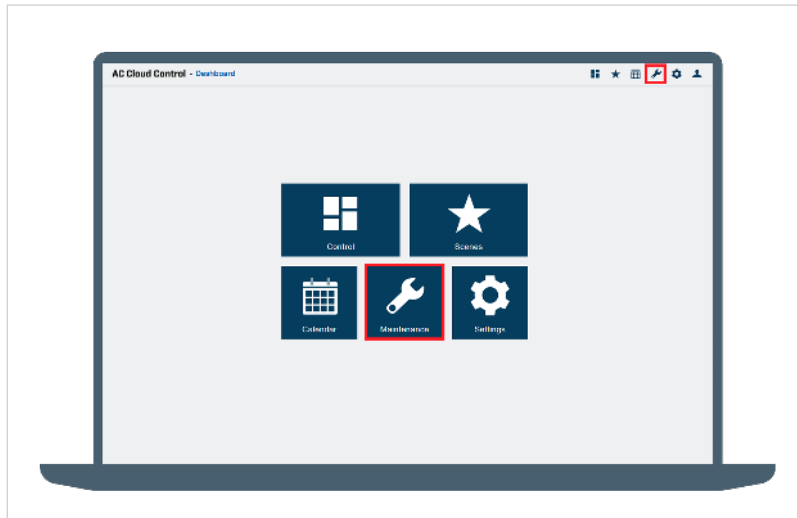 AC Cloud Control - Dashboard
Control
Scenes
Calendar
Maintenance
Settings